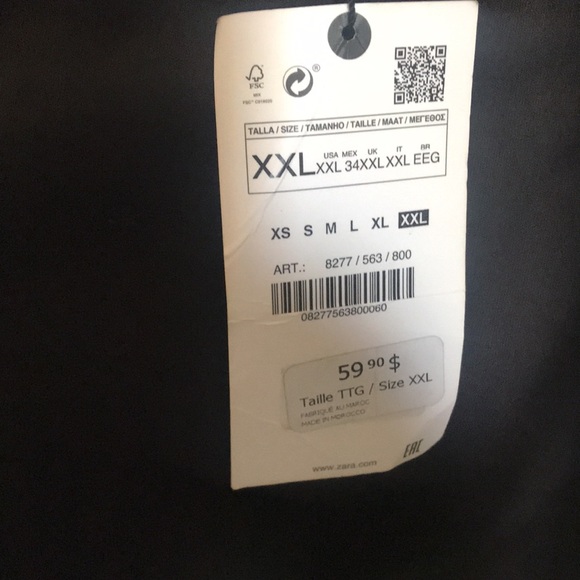 ®
FSC
MIX
TALLA / SIZE / TAMANHO / TAILLE / MAAT / ΜΕΓΕΘΟΣ
USA MEX UK IT BR
XXL XXL 34 XXL XXL EEG
XS S M L XL XXL
ART.: 8277 / 563 / 800
08277563800060
59 90 $
Taille TTG / Size XXL
FABRIQUÉ AU MAROC
MADE IN MOROCCO
EAC
www.zara.com